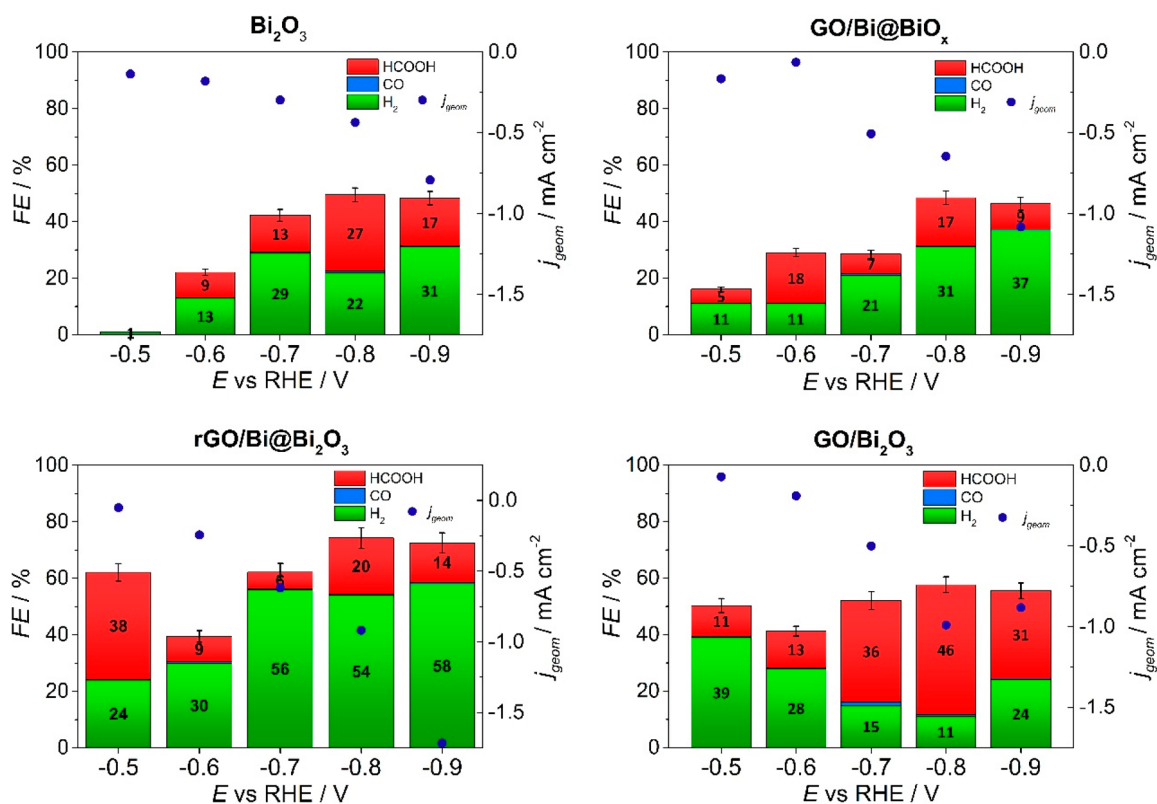 Bi₂O₃
100
80
60
40
20
0
FE / %
HCOOH
CO
H₂
j_geom
1
9
13
13
29
27
22
17
31
0.0
-0.5
-1.0
-1.5
j_geom / mA cm⁻²
-0.5 -0.6 -0.7 -0.8 -0.9
E vs RHE / V
GO/Bi@BiOₓ
100
80
60
40
20
0
FE / %
HCOOH
CO
H₂
j_geom
5
11
18
11
7
21
17
31
9
37
0.0
-0.5
-1.0
-1.5
j_geom / mA cm⁻²
-0.5 -0.6 -0.7 -0.8 -0.9
E vs RHE / V
rGO/Bi@Bi₂O₃
100
80
60
40
20
0
FE / %
HCOOH
CO
H₂
j_geom
38
24
9
30
6
56
20
54
14
58
0.0
-0.5
-1.0
-1.5
j_geom / mA cm⁻²
-0.5 -0.6 -0.7 -0.8 -0.9
E vs RHE / V
GO/Bi₂O₃
100
80
60
40
20
0
FE / %
HCOOH
CO
H₂
j_geom
11
39
13
28
36
15
46
11
31
24
0.0
-0.5
-1.0
-1.5
j_geom / mA cm⁻²
-0.5 -0.6 -0.7 -0.8 -0.9
E vs RHE / V